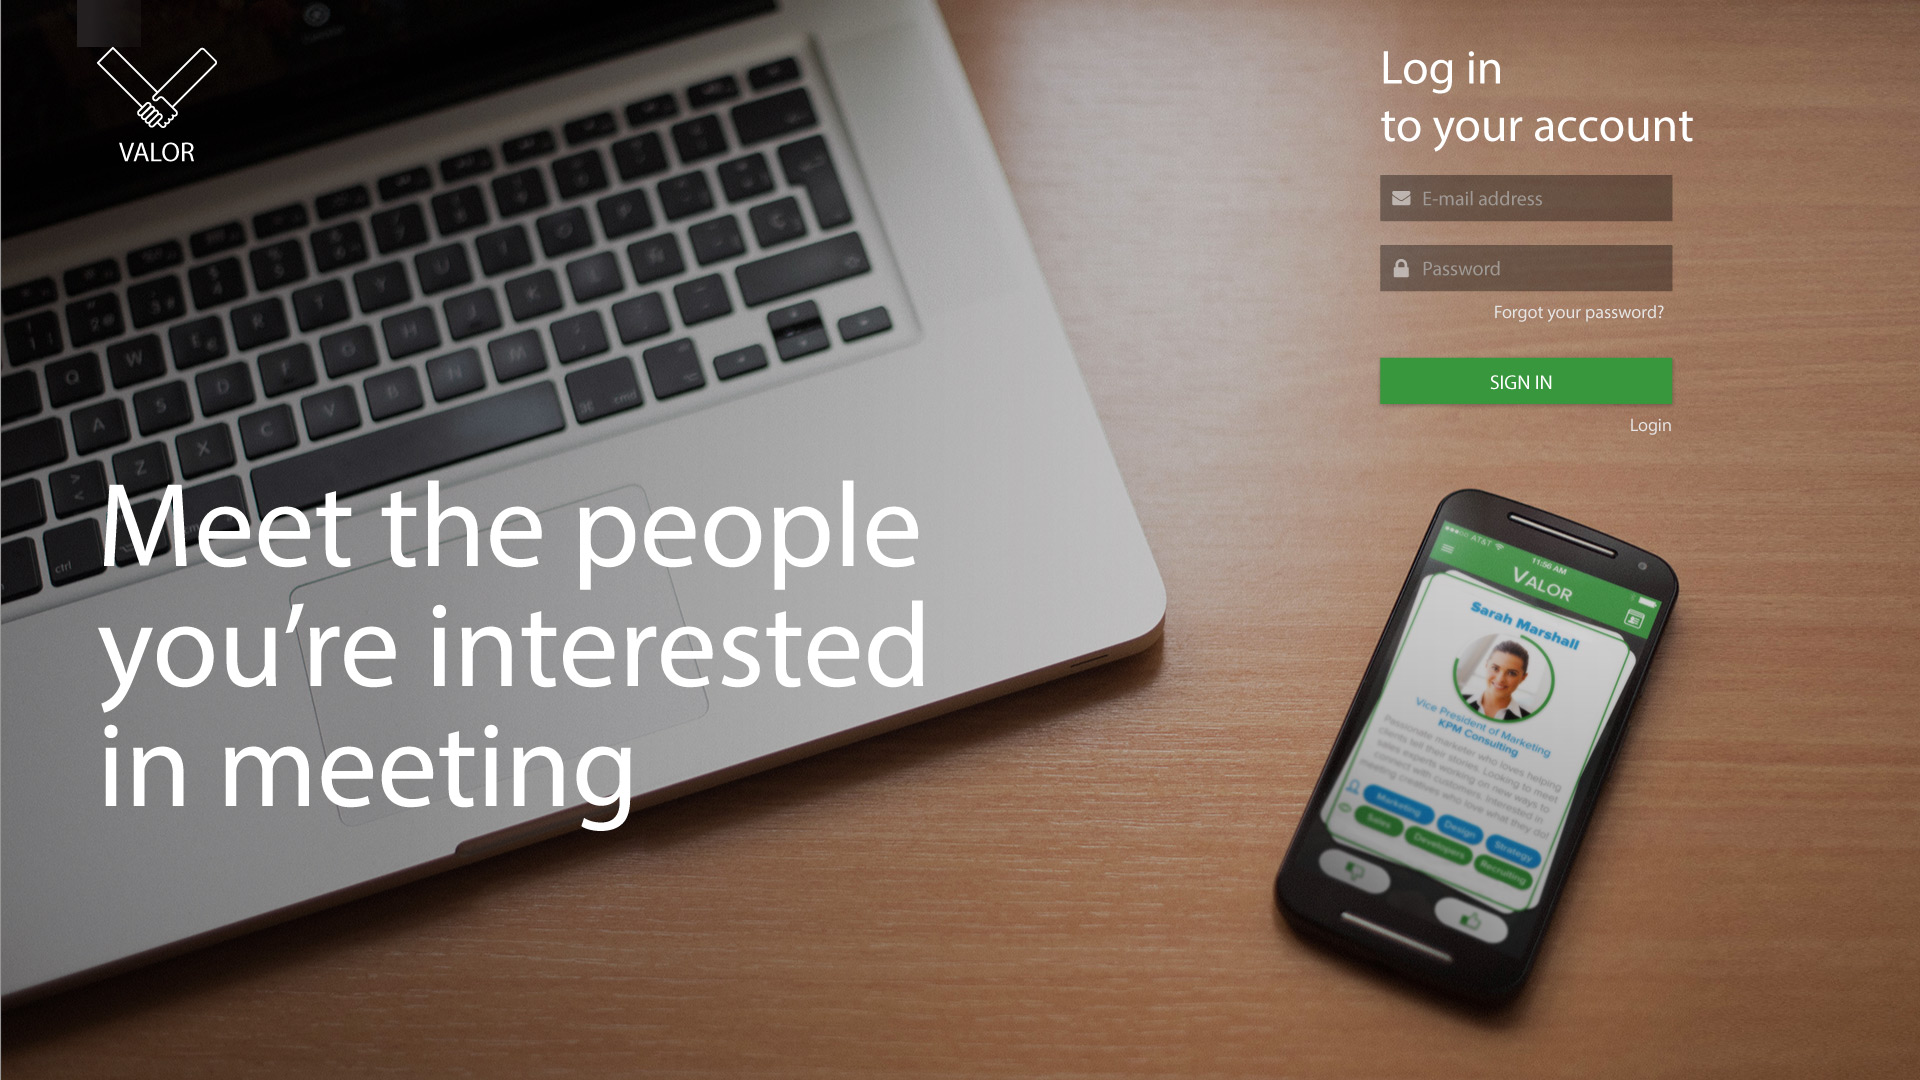 VALOR
Log in
to your account
E-mail address
Password
Forgot your password?
SIGN IN
Login
Meet the people
you’re interested
in meeting
AT&T
11:56 AM
VALOR
Sarah Marshall
Vice President of Marketing
KPM Consulting
Passionate marketer who loves helping
clients tell their stories. Looking to meet
sales experts working on new ways to
connect with customers. Interested in
meeting creatives who love what they do!
Marketing
Design
Strategy
Sales
Developers
Recruiting
Q W E R T Y U I O P
A S D F G H J K L Ñ
Z X C V B N M
ctrl
cmd